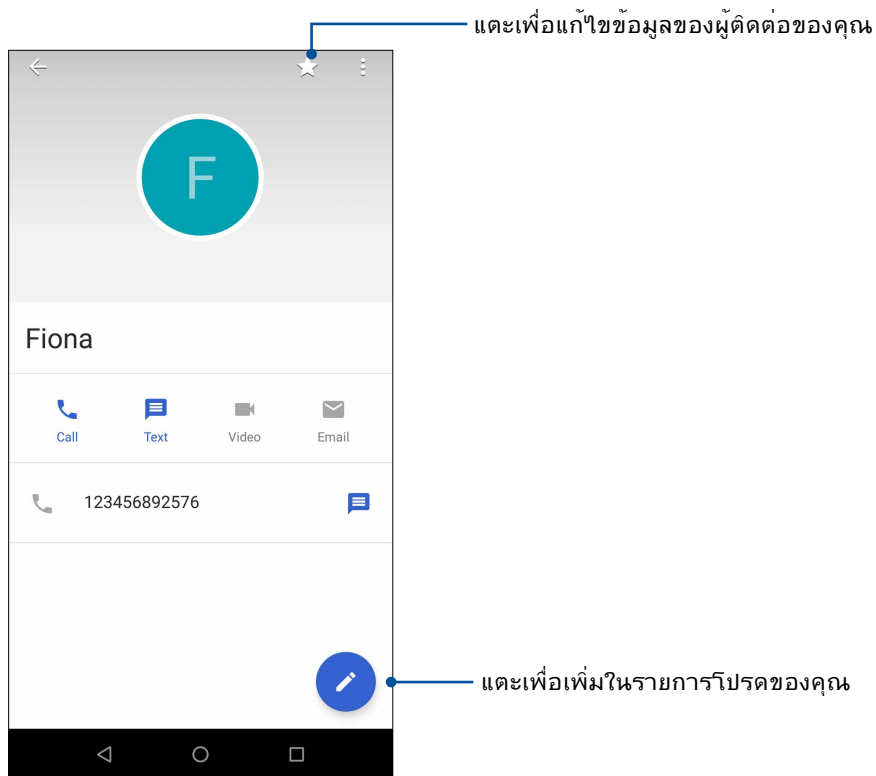 แตะเพื่อแก้ไขข้อมูลของผู้ติดต่อของคุณ
F
Fiona
Call Text Video Email
123456892576
แตะเพื่อเพิ่มในรายการโปรดของคุณ